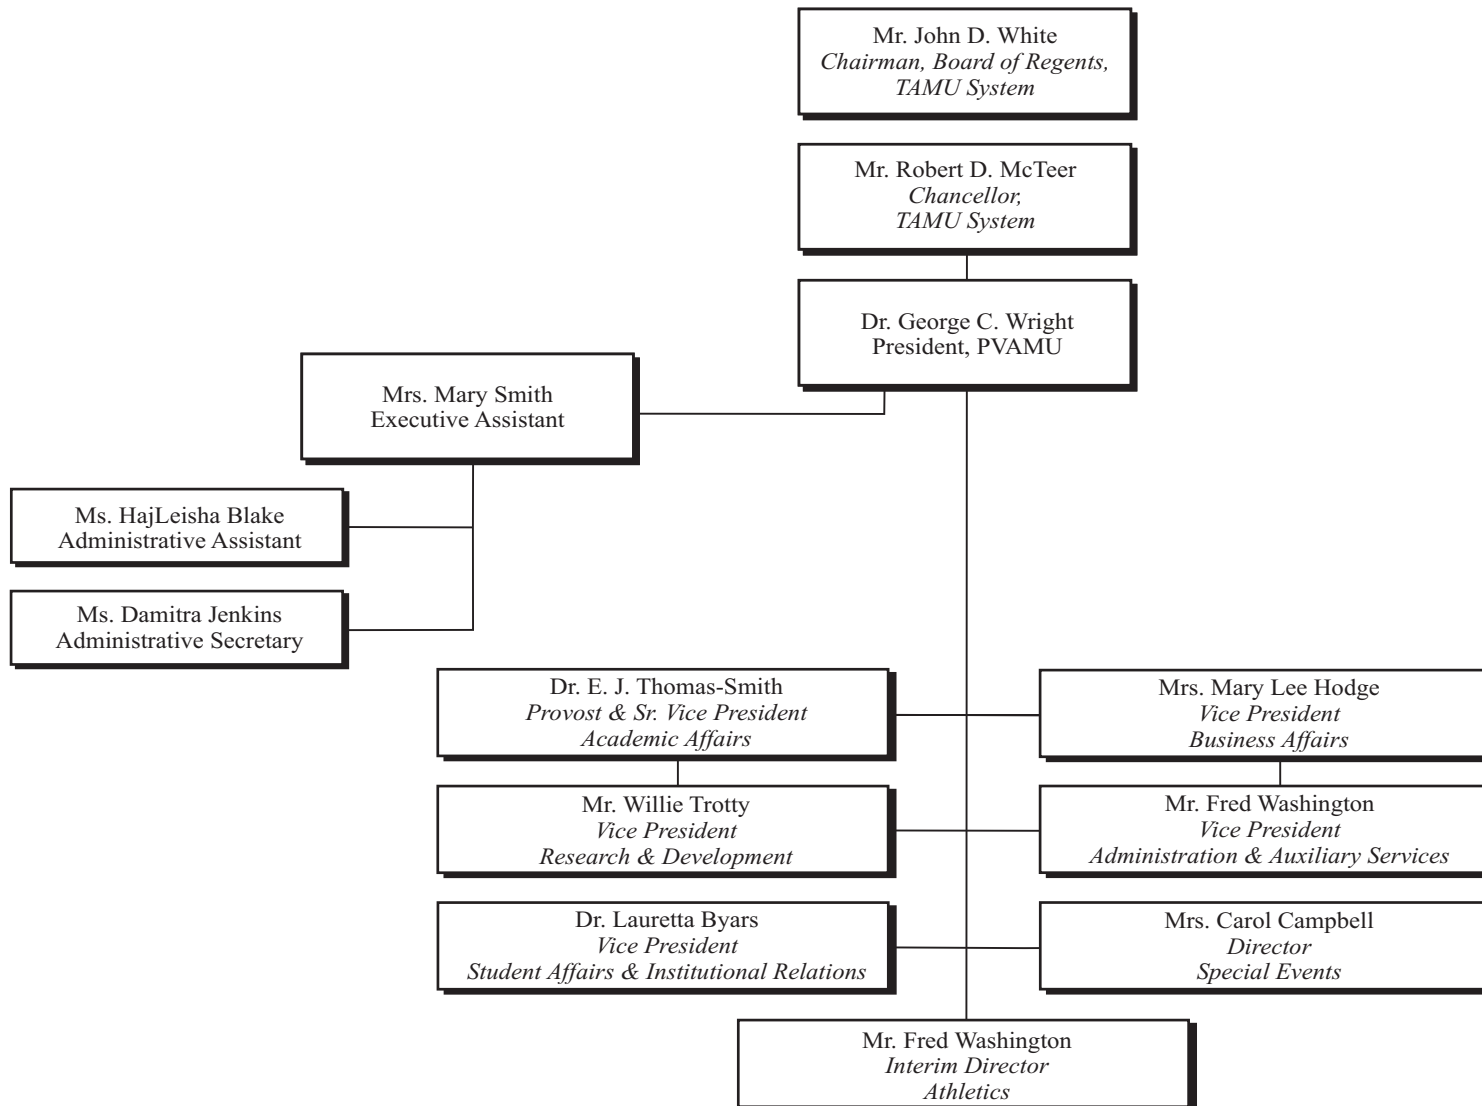 Mr. John D. White
Chairman, Board of Regents,
TAMU System
Mr. Robert D. McTeer
Chancellor,
TAMU System
Dr. George C. Wright
President, PVAMU
Mrs. Mary Smith
Executive Assistant
Ms. HajLeisha Blake
Administrative Assistant
Ms. Damitra Jenkins
Administrative Secretary
Dr. E. J. Thomas-Smith
Provost & Sr. Vice President
Academic Affairs
Mrs. Mary Lee Hodge
Vice President
Business Affairs
Mr. Willie Trotty
Vice President
Research & Development
Mr. Fred Washington
Vice President
Administration & Auxiliary Services
Dr. Lauretta Byars
Vice President
Student Affairs & Institutional Relations
Mrs. Carol Campbell
Director
Special Events
Mr. Fred Washington
Interim Director
Athletics